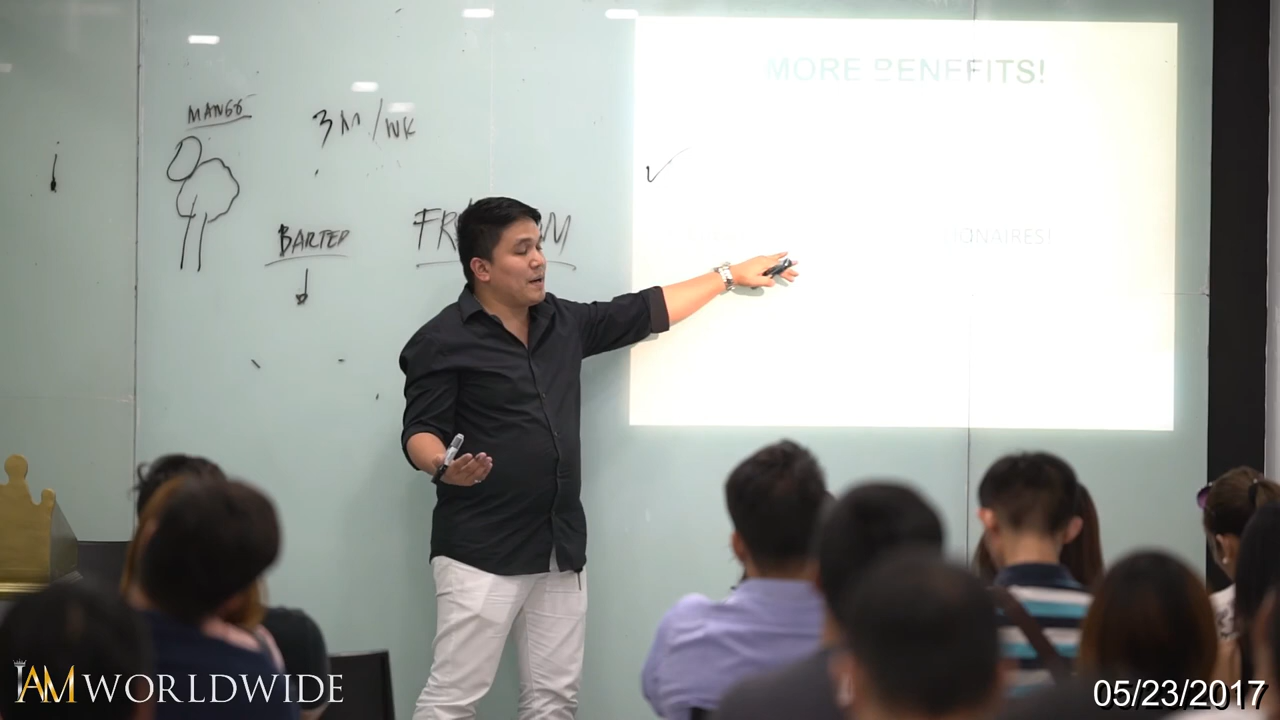 MORE BENEFITS!
MANGO
3M/WK
BARTER
IAM WORLDWIDE
05/23/2017